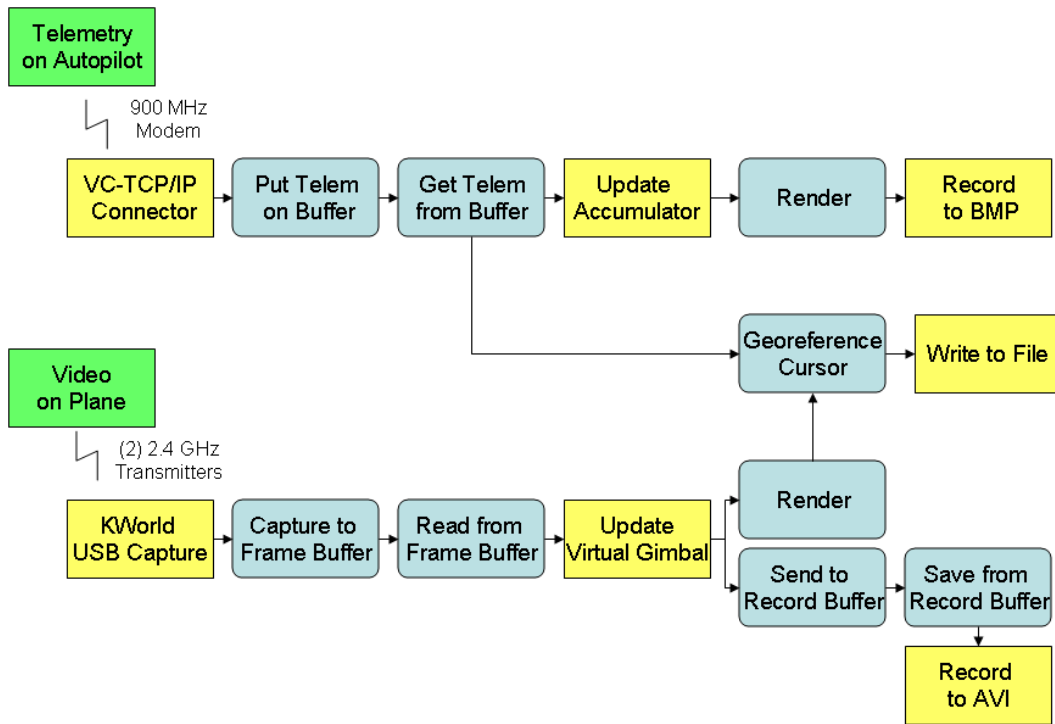 Telemetry
on Autopilot
900 MHz
Modem
VC-TCP/IP
Connector
Put Telem
on Buffer
Get Telem
from Buffer
Update
Accumulator
Render
Record
to BMP
Georeference
Cursor
Write to File
Video
on Plane
(2) 2.4 GHz
Transmitters
KWorld
USB Capture
Capture to
Frame Buffer
Read from
Frame Buffer
Update
Virtual Gimbal
Render
Send to
Record Buffer
Save from
Record Buffer
Record
to AVI